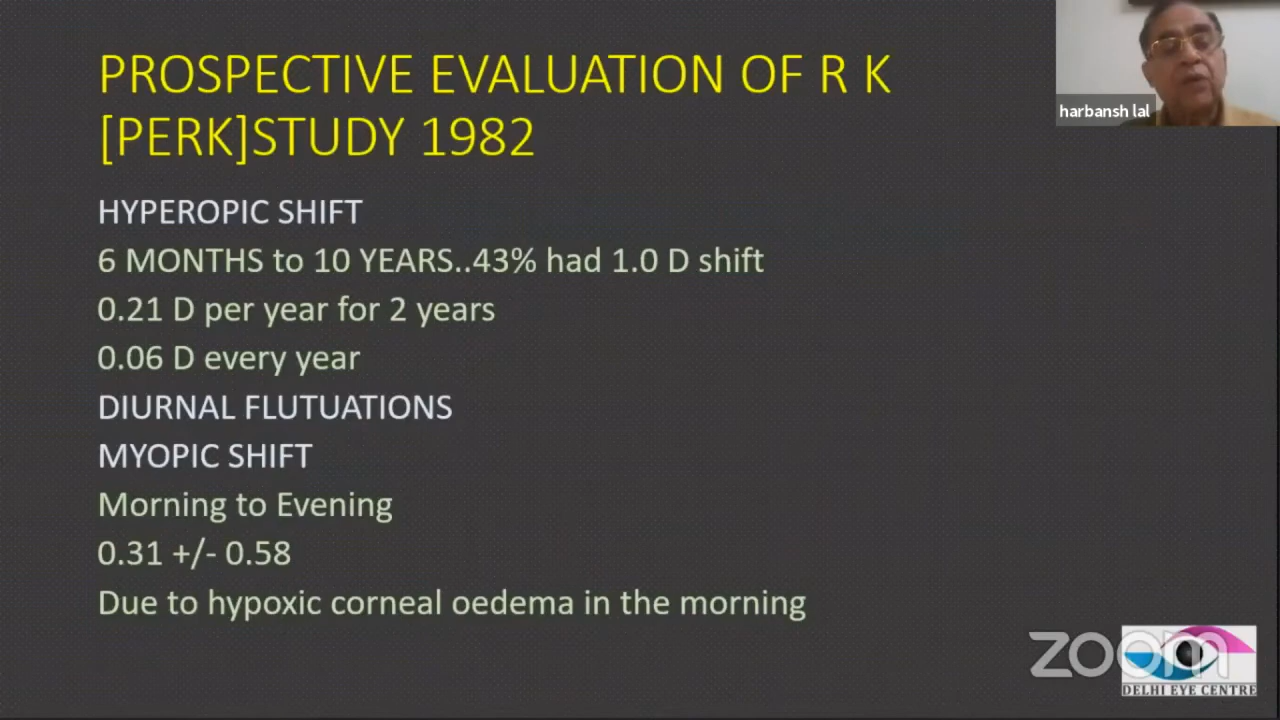 PROSPECTIVE EVALUATION OF R K
[PERK]STUDY 1982
harbansh lal
HYPEROPIC SHIFT
6 MONTHS to 10 YEARS..43% had 1.0 D shift
0.21 D per year for 2 years
0.06 D every year
DIURNAL FLUTUATIONS
MYOPIC SHIFT
Morning to Evening
0.31 +/- 0.58
Due to hypoxic corneal oedema in the morning
zoom
DELHI EYE CENTRE